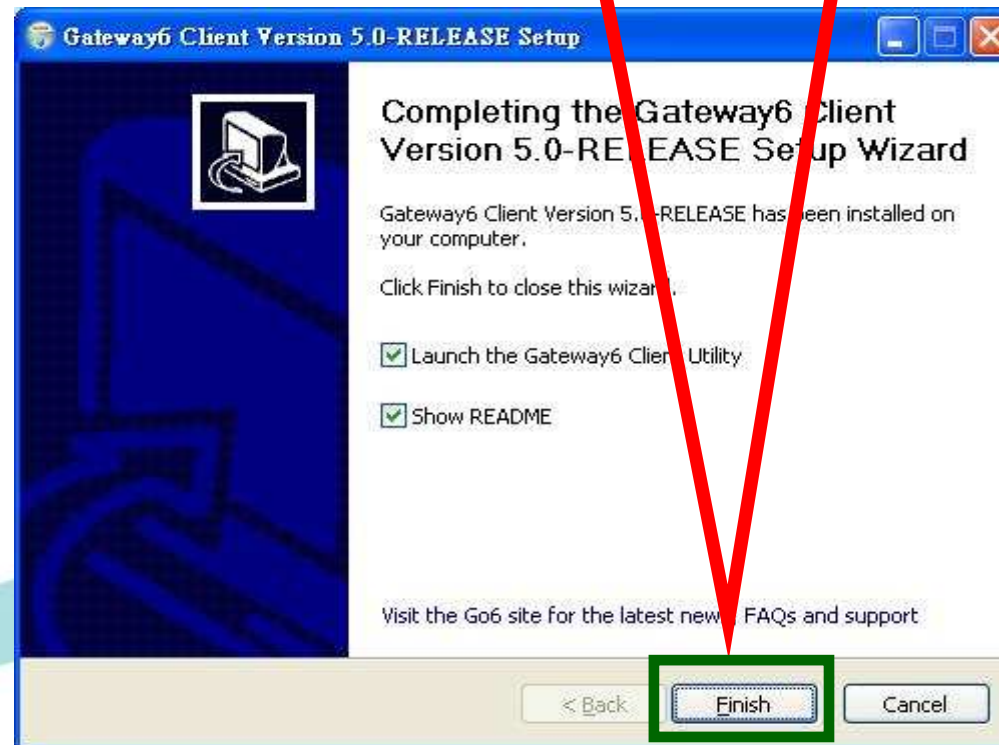 Gateway6 Client Version 5.0-RELEASE Setup
Completing the Gateway6 Client
Version 5.0-RELEASE Setup Wizard
Gateway6 Client Version 5.0-RELEASE has been installed on
your computer.
Click Finish to close this wizard.
Launch the Gateway6 Client Utility
Show README
Visit the Go6 site for the latest news, FAQs and support
< Back
Finish
Cancel